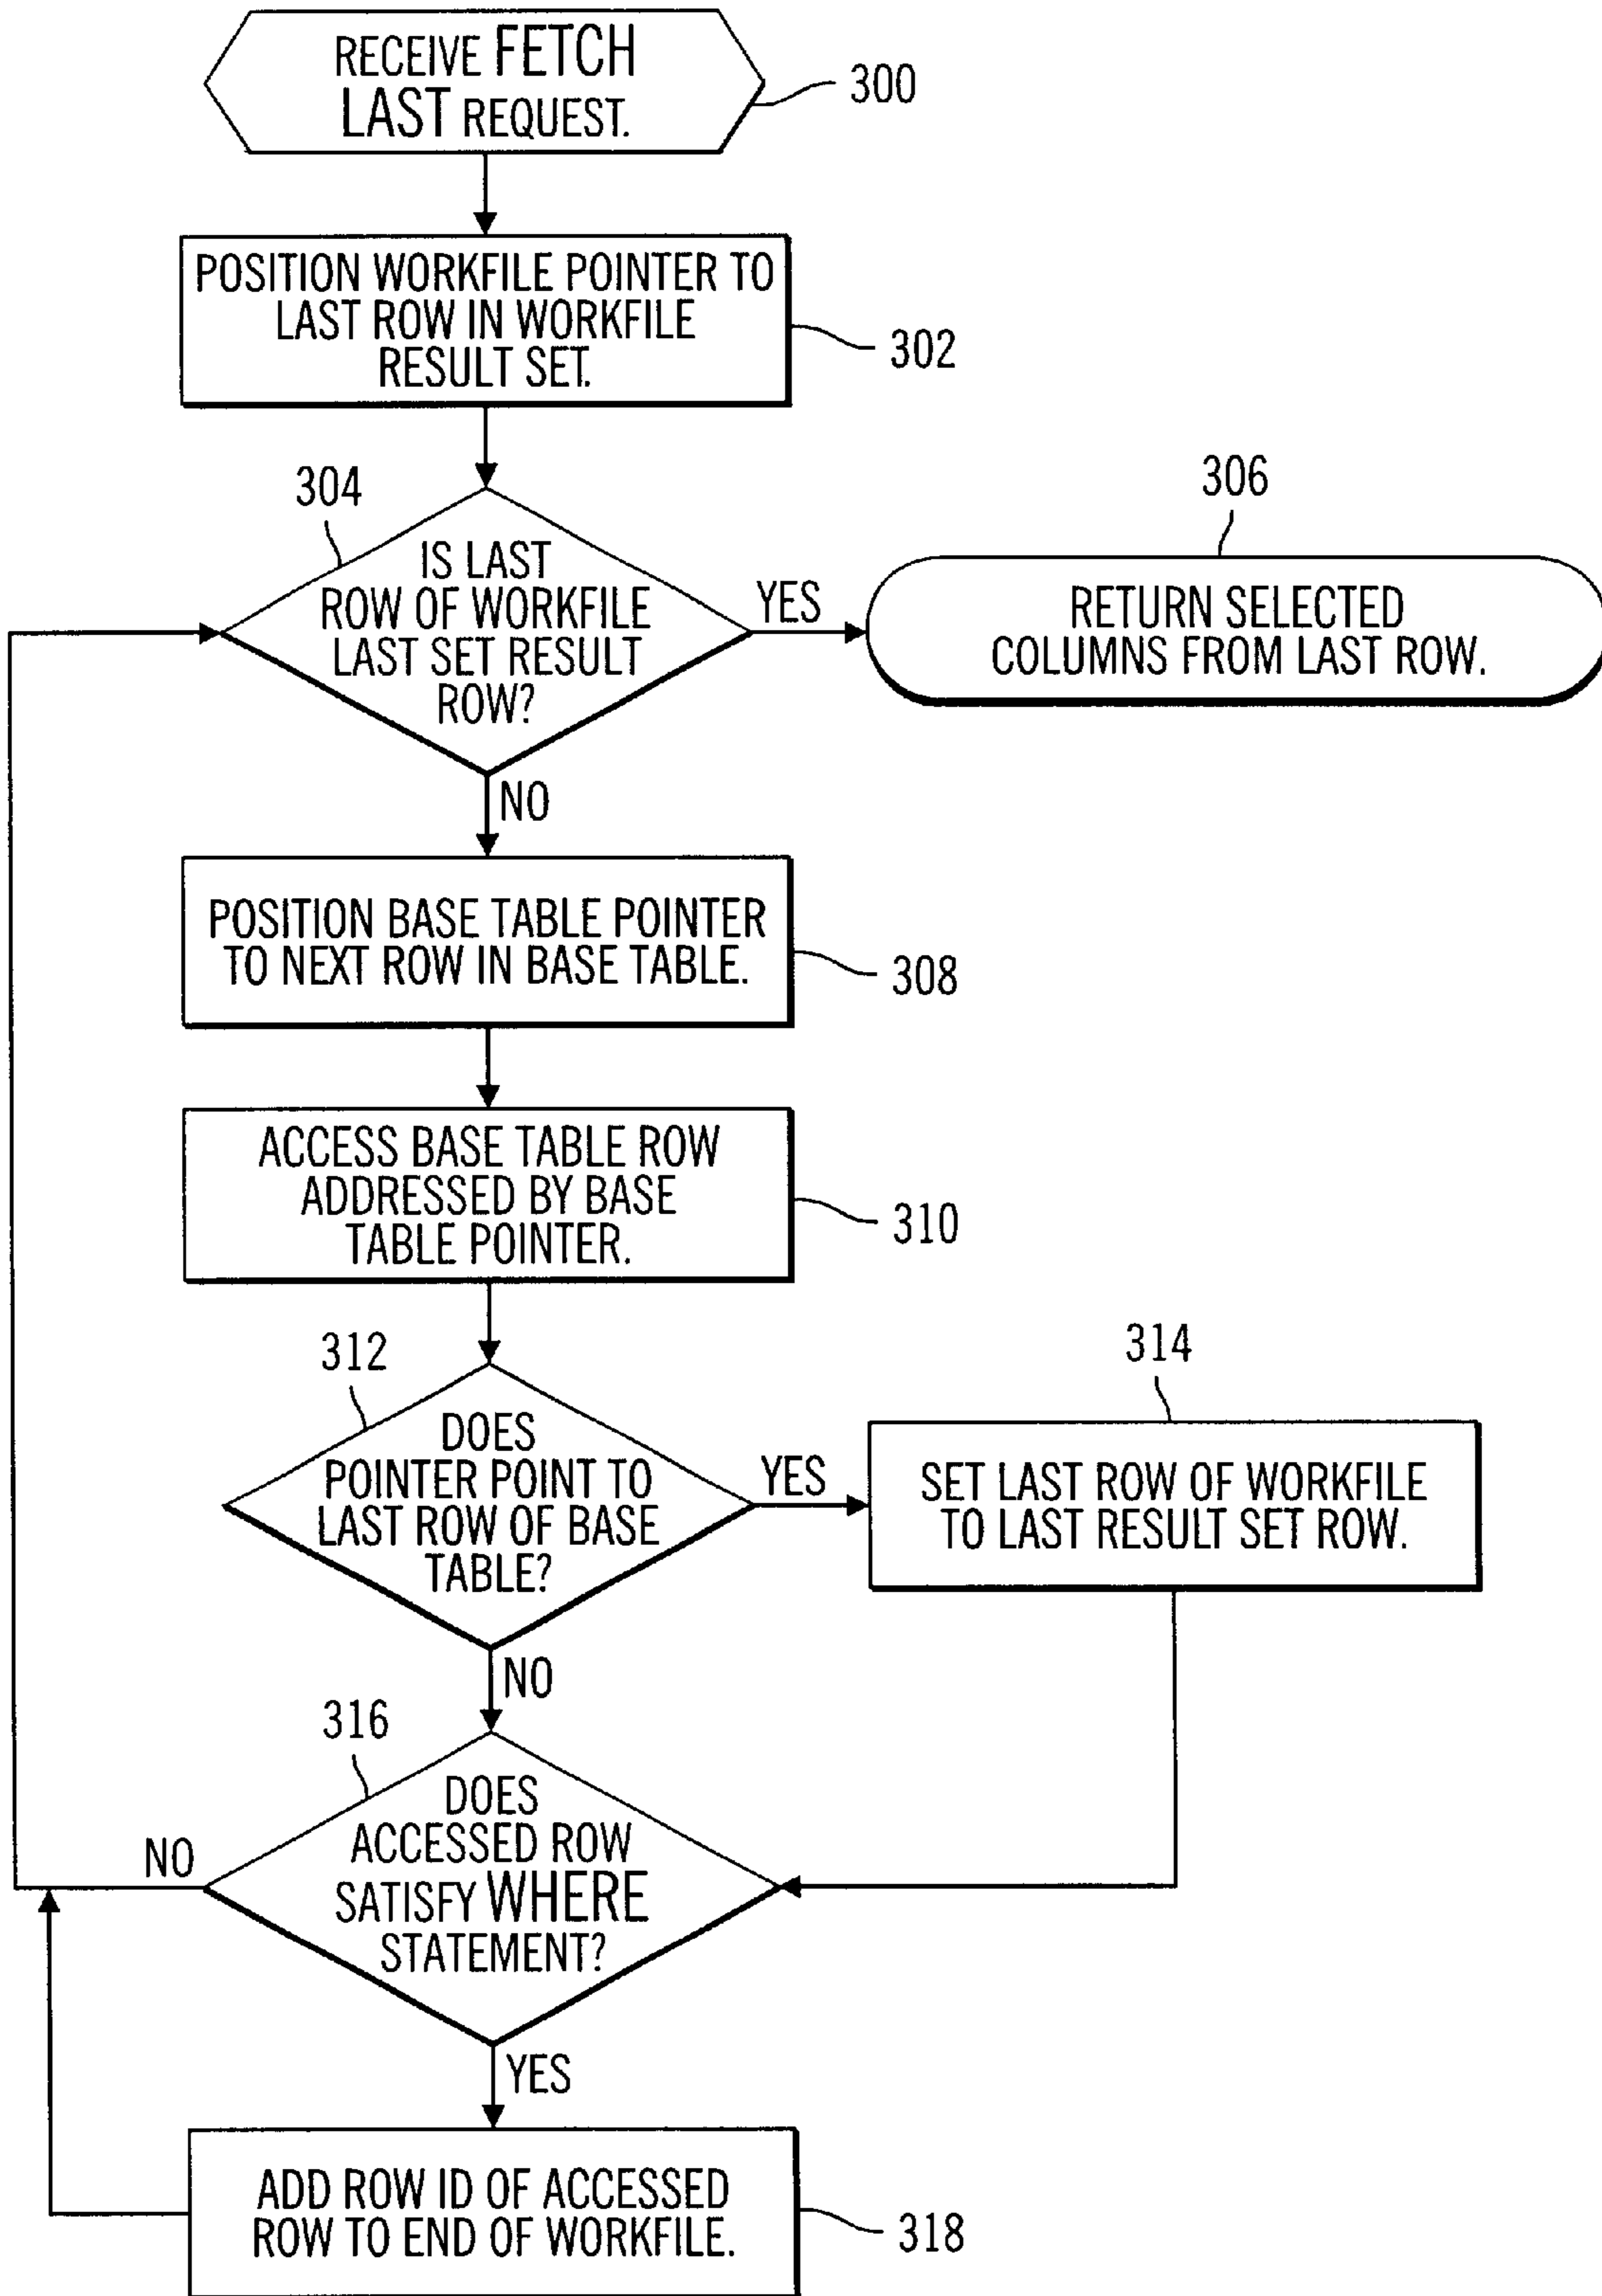 RECEIVE FETCH
LAST REQUEST.
300
POSITION WORKFILE POINTER TO
LAST ROW IN WORKFILE
RESULT SET.
302
304
IS LAST
ROW OF WORKFILE
LAST SET RESULT
ROW?
YES
306
RETURN SELECTED
COLUMNS FROM LAST ROW.
NO
POSITION BASE TABLE POINTER
TO NEXT ROW IN BASE TABLE.
308
ACCESS BASE TABLE ROW
ADDRESSED BY BASE
TABLE POINTER.
310
312
DOES
POINTER POINT TO
LAST ROW OF BASE
TABLE?
YES
314
SET LAST ROW OF WORKFILE
TO LAST RESULT SET ROW.
NO
316
DOES
ACCESSED ROW
SATISFY WHERE
STATEMENT?
NO
YES
ADD ROW ID OF ACCESSED
ROW TO END OF WORKFILE.
318